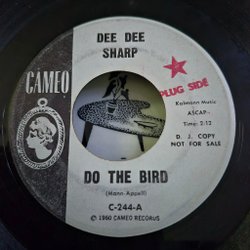 DEE DEE
SHARP
CAMEO
PLUG SIDE
Kalmann Music
ASCAP
Time: 2:12
D. J. COPY
NOT FOR SALE
DO THE BIRD
(Mann-Appell)
C-244-A
© 1960 CAMEO RECORDS